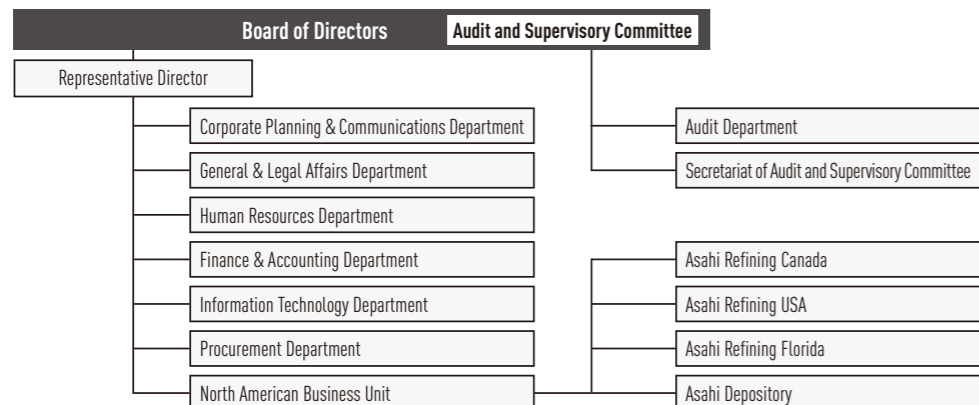 Board of Directors
Audit and Supervisory Committee
Representative Director
Corporate Planning & Communications Department
General & Legal Affairs Department
Human Resources Department
Finance & Accounting Department
Information Technology Department
Procurement Department
North American Business Unit
Audit Department
Secretariat of Audit and Supervisory Committee
Asahi Refining Canada
Asahi Refining USA
Asahi Refining Florida
Asahi Depository